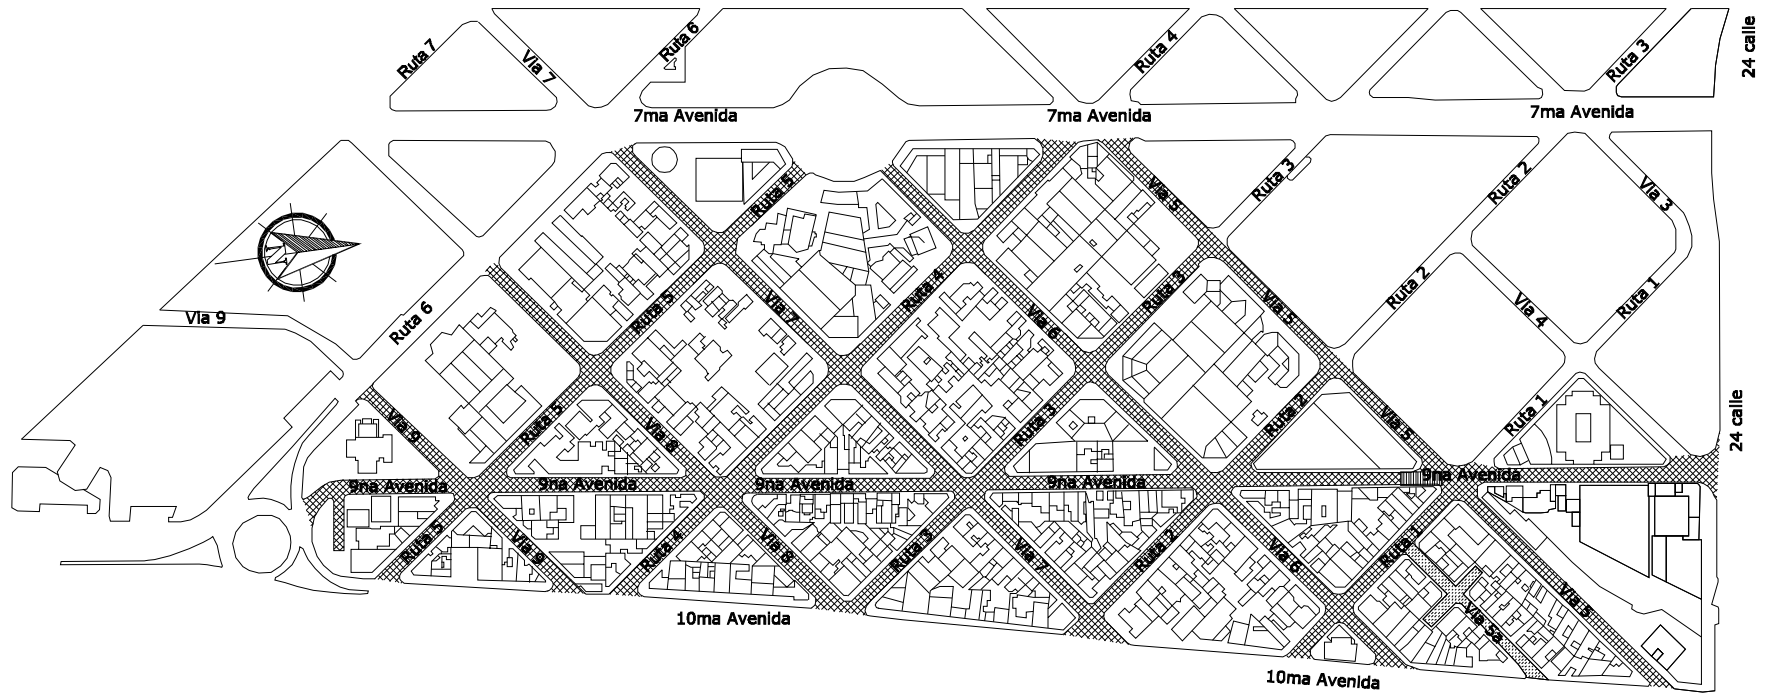 Ruta 7
Via 7
Ruta 6
Ruta 4
Ruta 3
24 calle
7ma Avenida
7ma Avenida
7ma Avenida
Ruta 5
Via 5
Ruta 3
Ruta 2
Via 3
N
Via 9
Ruta 6
Ruta 5
Via 7
Ruta 4
Via 6
Ruta 3
Via 5
Ruta 2
Via 4
Ruta 1
Via 9
Ruta 5
Via 8
Ruta 3
Ruta 2
Via 5
Ruta 1
24 calle
9na Avenida
9na Avenida
9na Avenida
9na Avenida
9na Avenida
Ruta 5
Via 9
Ruta 4
Via 8
Ruta 3
Via 7
Ruta 2
Via 6
Ruta 1
Via 5
Via 5a
10ma Avenida
10ma Avenida